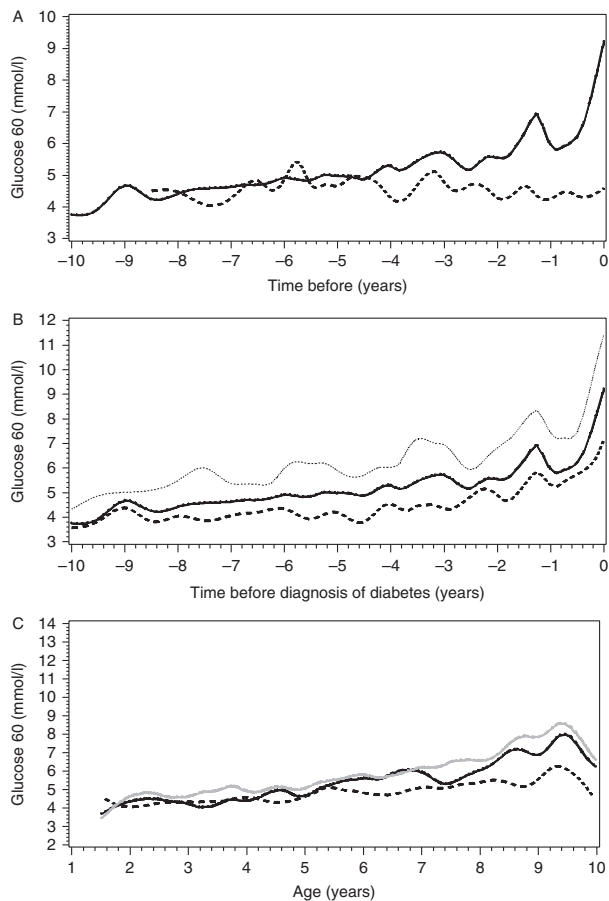 A
Glucose 60 (mmol/l)
10
9
8
7
6
5
4
3
–10 –9 –8 –7 –6 –5 –4 –3 –2 –1 0
Time before (years)
B
Glucose 60 (mmol/l)
12
11
10
9
8
7
6
5
4
3
–10 –9 –8 –7 –6 –5 –4 –3 –2 –1 0
Time before diagnosis of diabetes (years)
C
Glucose 60 (mmol/l)
14
13
12
11
10
9
8
7
6
5
4
3
2
1 2 3 4 5 6 7 8 9 10
Age (years)